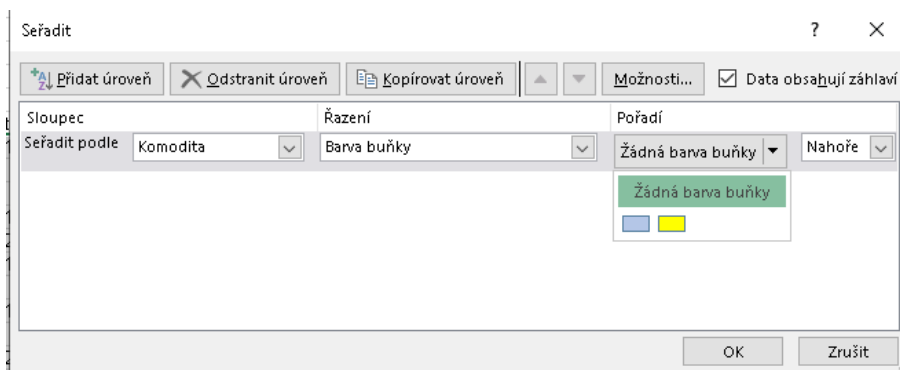 Seřadit ?
Přidat úroveň Odstranit úroveň Kopírovat úroveň Možnosti... Data obsahují záhlaví
Sloupec Řazení Pořadí
Seřadit podle Komodita Barva buňky Žádná barva buňky Nahoře
Žádná barva buňky
OK Zrušit